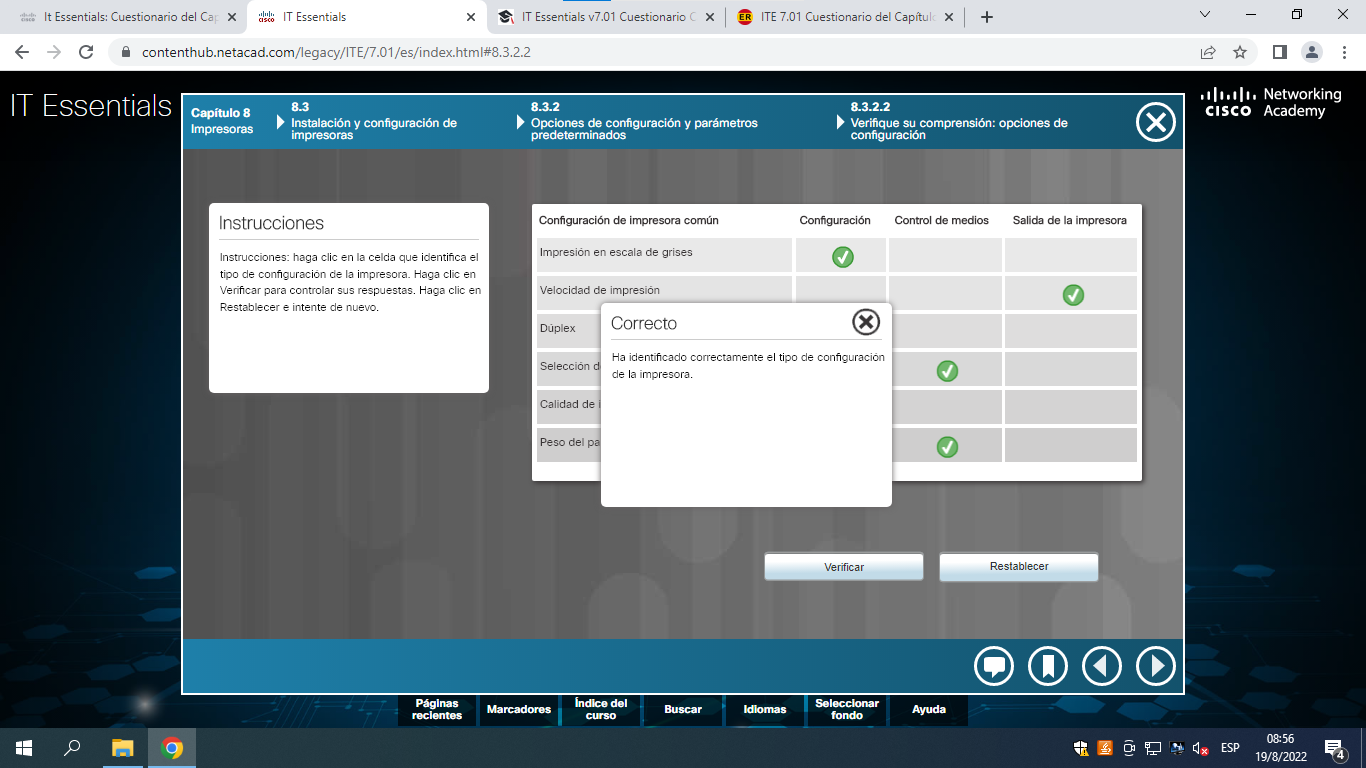 It Essentials: Cuestionario del Cap
IT Essentials
IT Essentials v7.01 Cuestionario C
ER
ITE 7.01 Cuestionario del Capítulo
contenthub.netacad.com/legacy/ITE/7.01/es/index.html#8.3.2.2
IT Essentials
Capítulo 8
Impresoras
8.3
Instalación y configuración de
impresoras
8.3.2
Opciones de configuración y parámetros
predeterminados
8.3.2.2
Verifique su comprensión: opciones de
configuración
CISCO
Networking
Academy
Instrucciones
Instrucciones: haga clic en la celda que identifica el
tipo de configuración de la impresora. Haga clic en
Verificar para controlar sus respuestas. Haga clic en
Restablecer e intente de nuevo.
Configuración de impresora común Configuración Control de medios Salida de la impresora
Impresión en escala de grises
Velocidad de impresión
Dúplex
Selección d
Calidad de i
Peso del pa
Correcto
Ha identificado correctamente el tipo de configuración
de la impresora.
Verificar
Restablecer
Páginas
recientes
Marcadores
Índice del
curso
Buscar
Idiomas
Seleccionar
fondo
Ayuda
ESP
08:56
19/8/2022
4